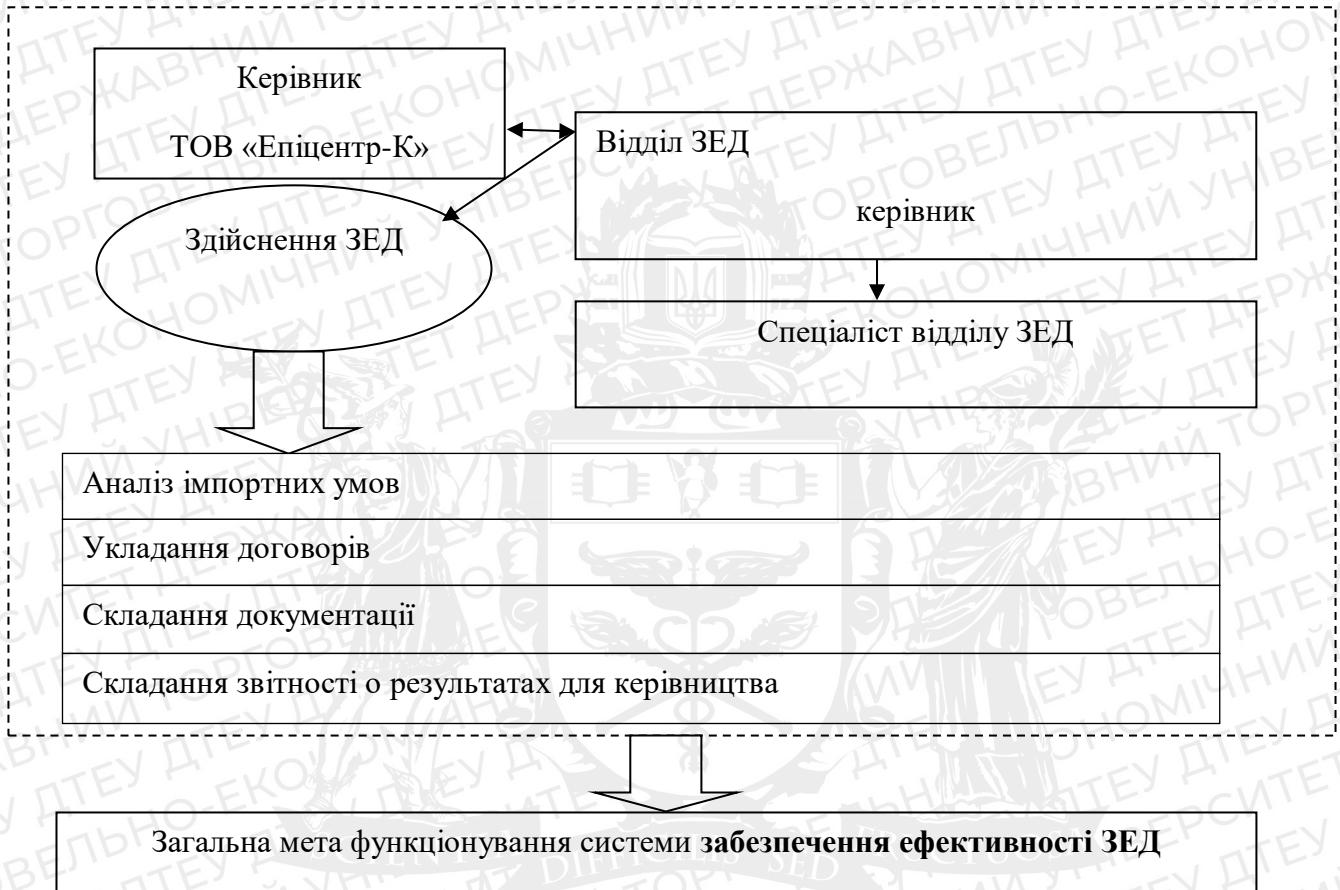 Керівник
ТОВ «Епіцентр-К»
Відділ ЗЕД
керівник
Здійснення ЗЕД
Спеціаліст відділу ЗЕД
Аналіз імпортних умов
Укладання договорів
Складання документації
Складання звітності о результатах для керівництва
Загальна мета функціонування системи забезпечення ефективності ЗЕД